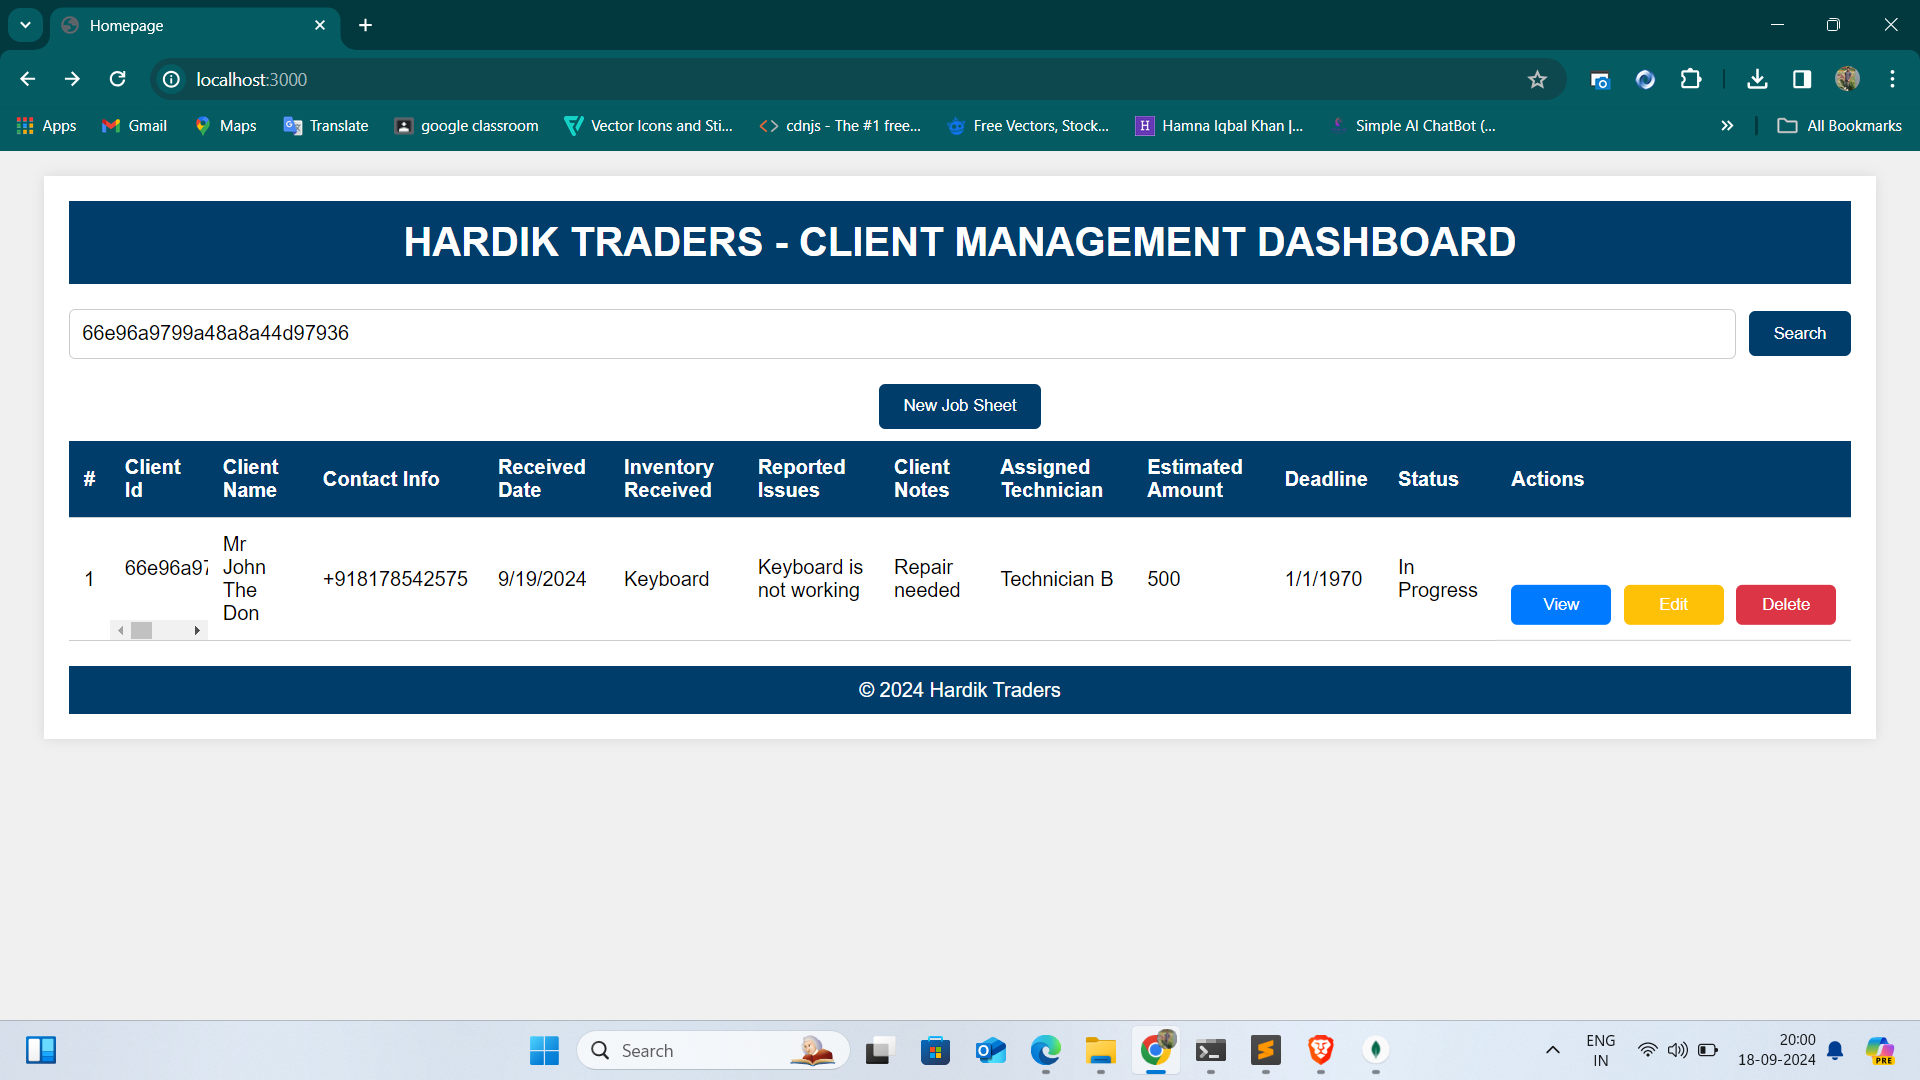 Homepage
localhost:3000
Apps
Gmail
Maps
Translate
google classroom
Vector Icons and Sti...
cdnjs - The #1 free...
Free Vectors, Stock...
H
Hamna Iqbal Khan |...
Simple AI ChatBot (...
All Bookmarks
HARDIK TRADERS - CLIENT MANAGEMENT DASHBOARD
66e96a9799a48a8a44d97936
Search
New Job Sheet
# Client Id Client Name Contact Info Received Date Inventory Received Reported Issues Client Notes Assigned Technician Estimated Amount Deadline Status Actions
1 66e96a97 Mr John The Don +918178542575 9/19/2024 Keyboard Keyboard is not working Repair needed Technician B 500 1/1/1970 In Progress View Edit Delete
© 2024 Hardik Traders
Search
ENG
IN
20:00
18-09-2024
PRE